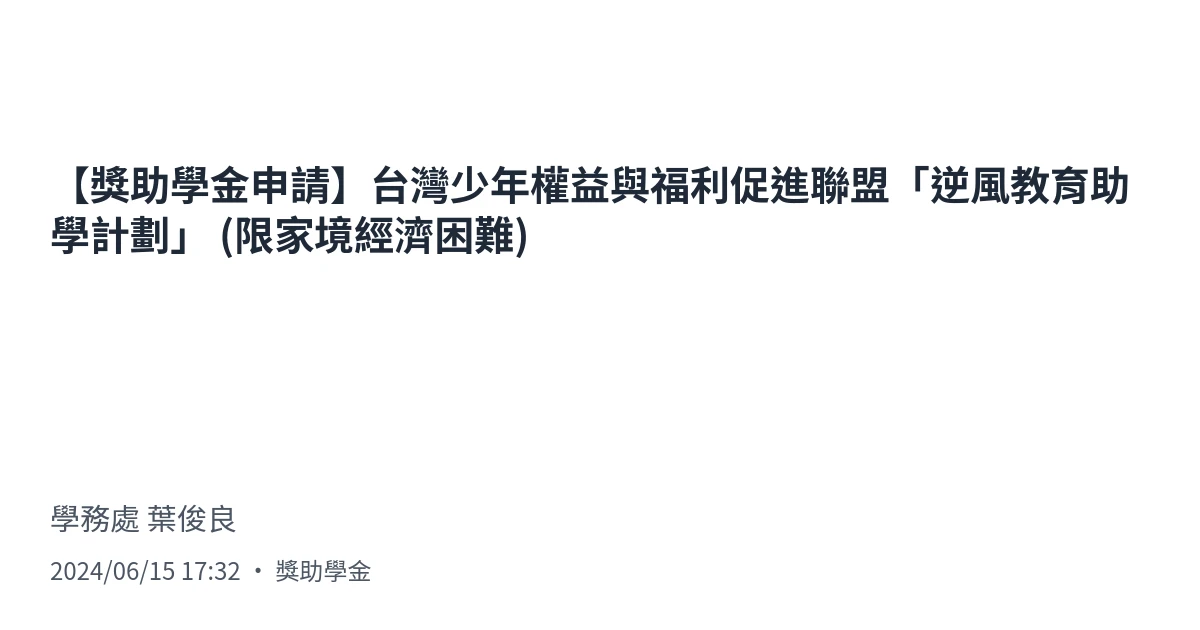 【獎助學金申請】台灣少年權益與福利促進聯盟「逆風教育助
學計劃」 (限家境經濟困難)
學務處 葉俊良
2024/06/15 17:32 ・ 獎助學金